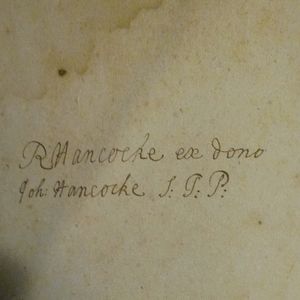 R Hancocke ex dono
Joh: Hancocke S. T. P.